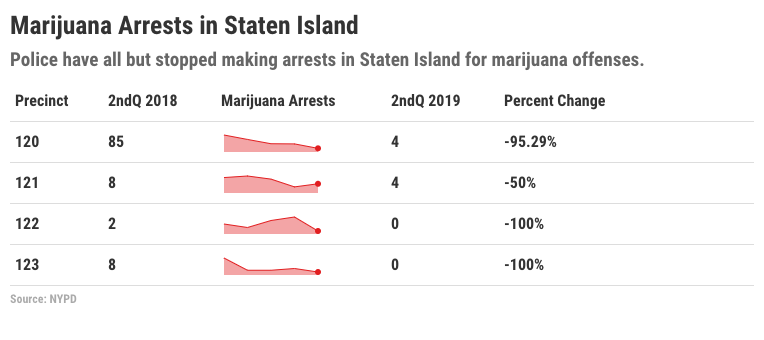 Marijuana Arrests in Staten Island
Police have all but stopped making arrests in Staten Island for marijuana offenses.
Precinct 2ndQ 2018 Marijuana Arrests 2ndQ 2019 Percent Change
120 85 4 -95.29%
121 8 4 -50%
122 2 0 -100%
123 8 0 -100%
Source: NYPD